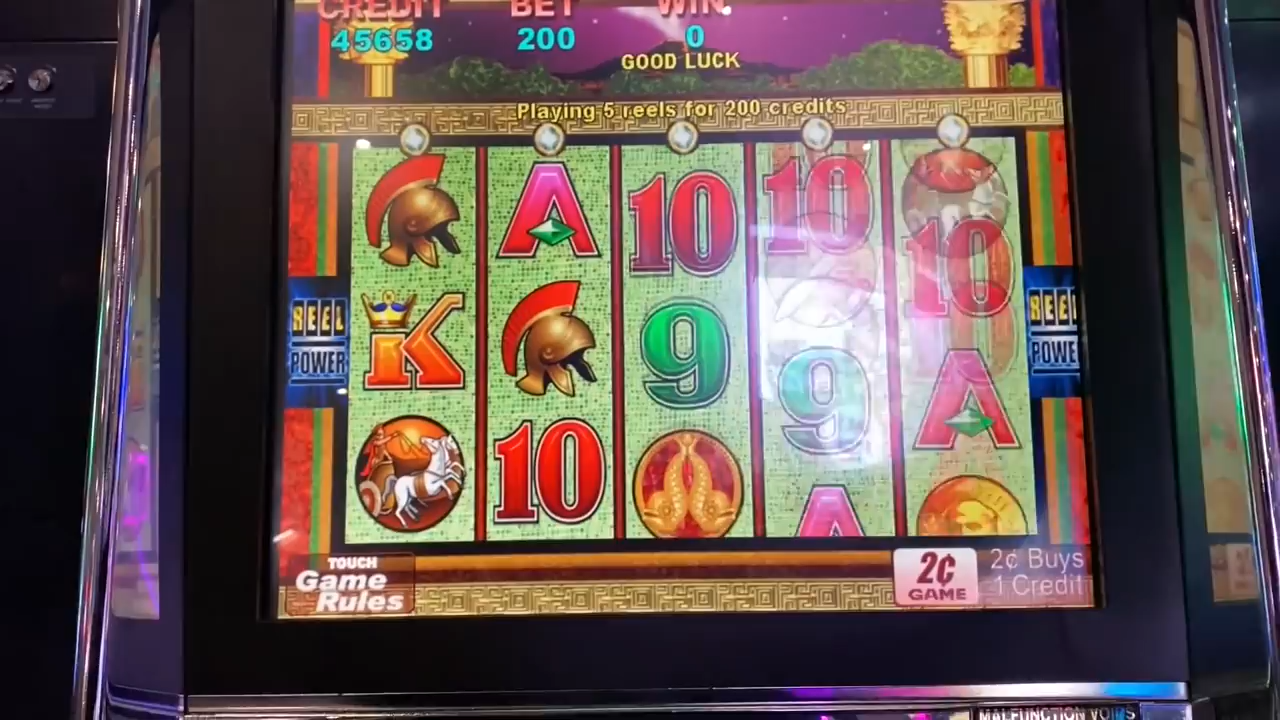 CREDIT BET WIN
45658 200 0
GOOD LUCK
Playing 5 reels for 200 credits
A 10 10
10
REEL POWER K 9 REEL POWER
9 A
10
A
TOUCH
Game
Rules
2¢
GAME
2¢ Buys
1 Credit
MALFUNCTION VOIDS